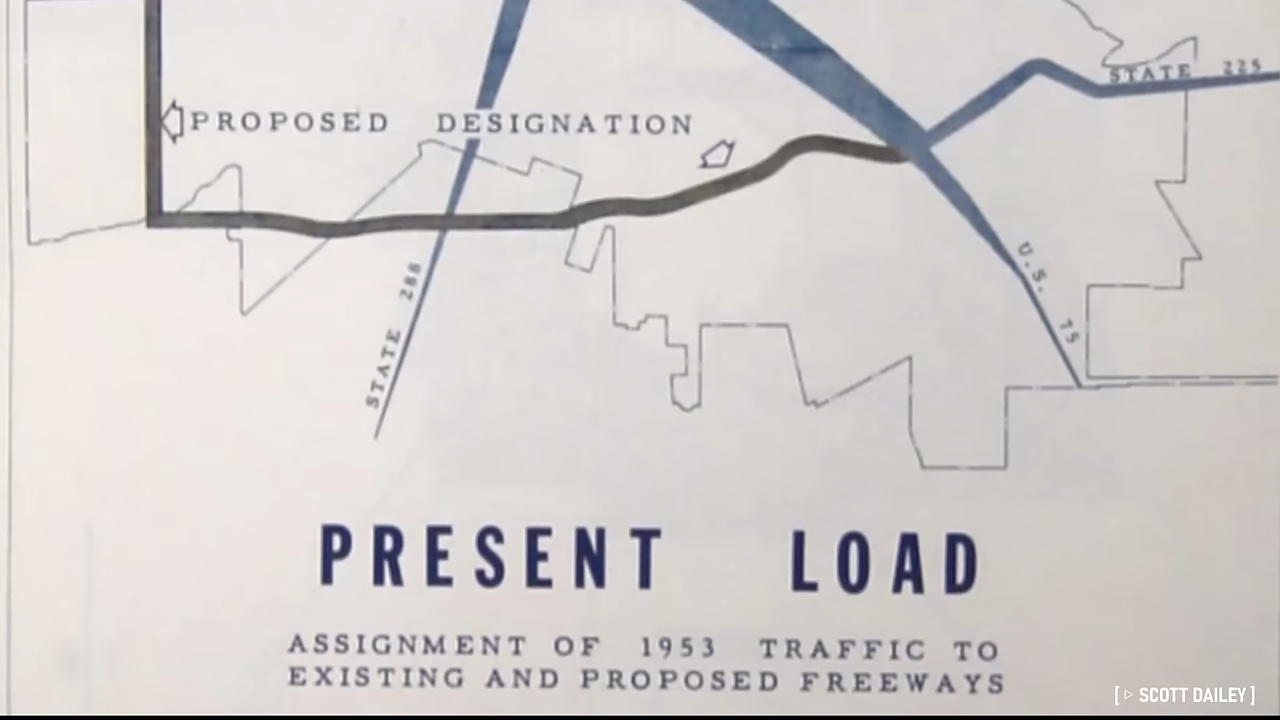 STATE 225
PROPOSED DESIGNATION
STATE 288
U.S. 75
PRESENT LOAD
ASSIGNMENT OF 1953 TRAFFIC TO
EXISTING AND PROPOSED FREEWAYS
[ ▷ SCOTT DAILEY ]